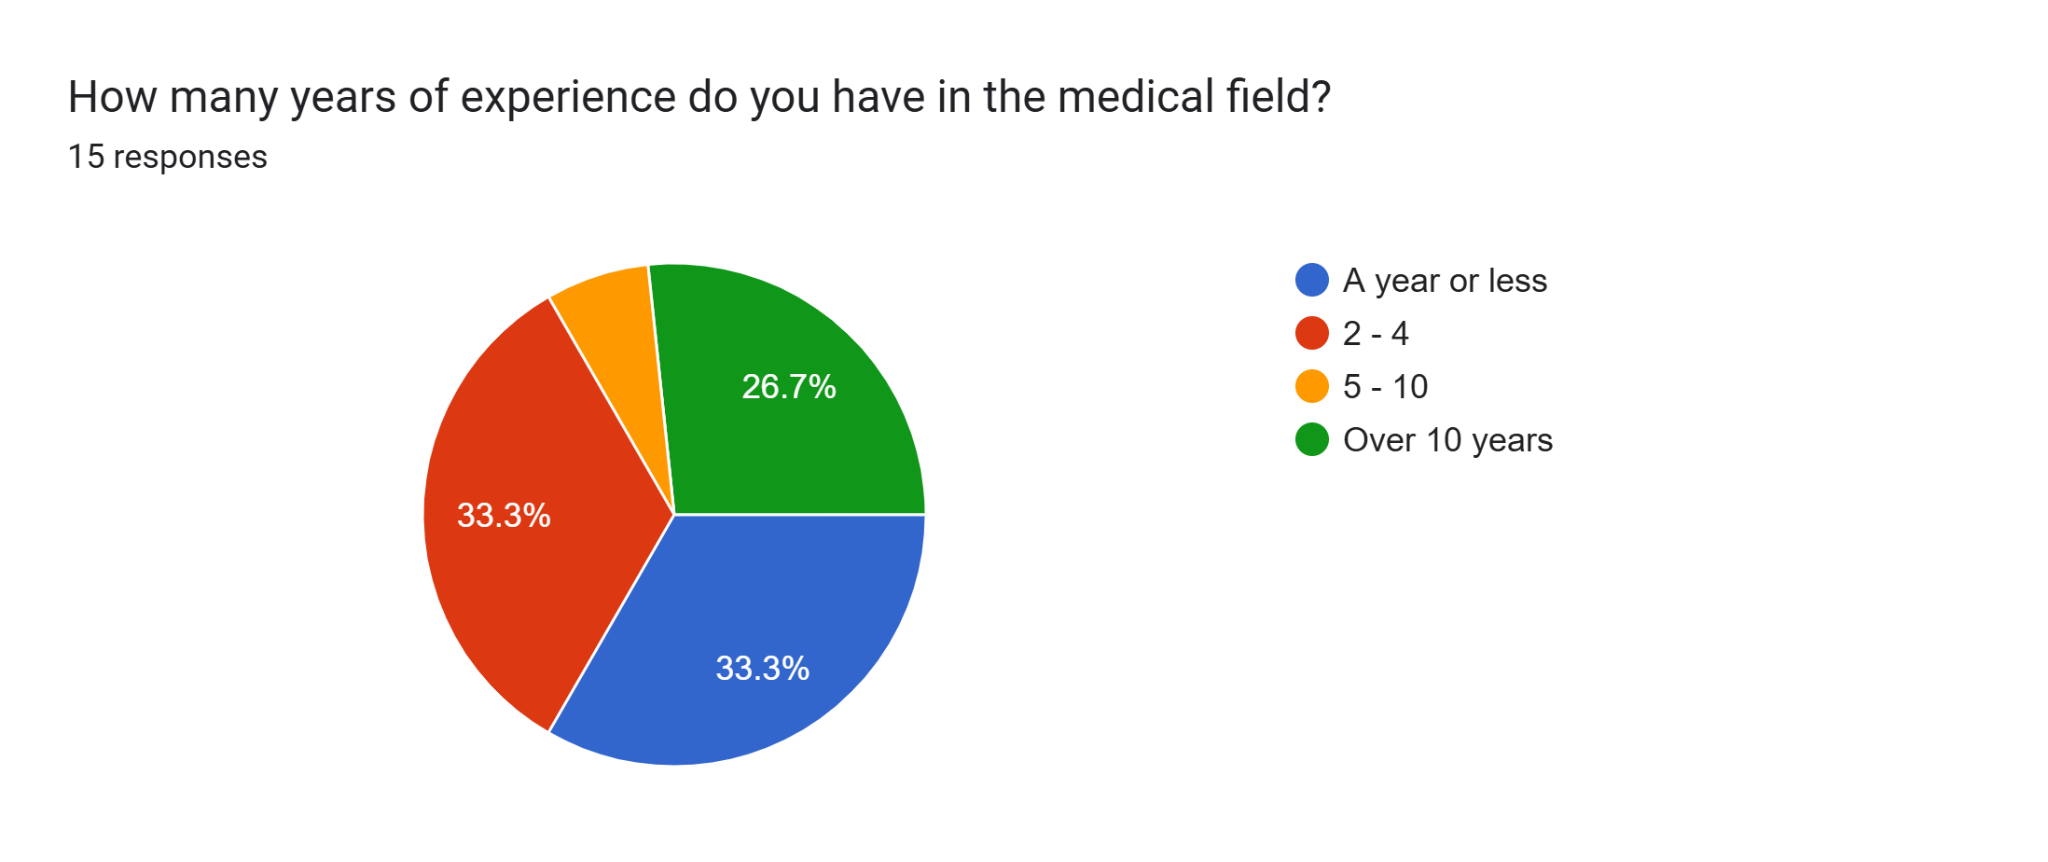 How many years of experience do you have in the medical field?
15 responses
26.7%
33.3%
33.3%
A year or less
2 - 4
5 - 10
Over 10 years